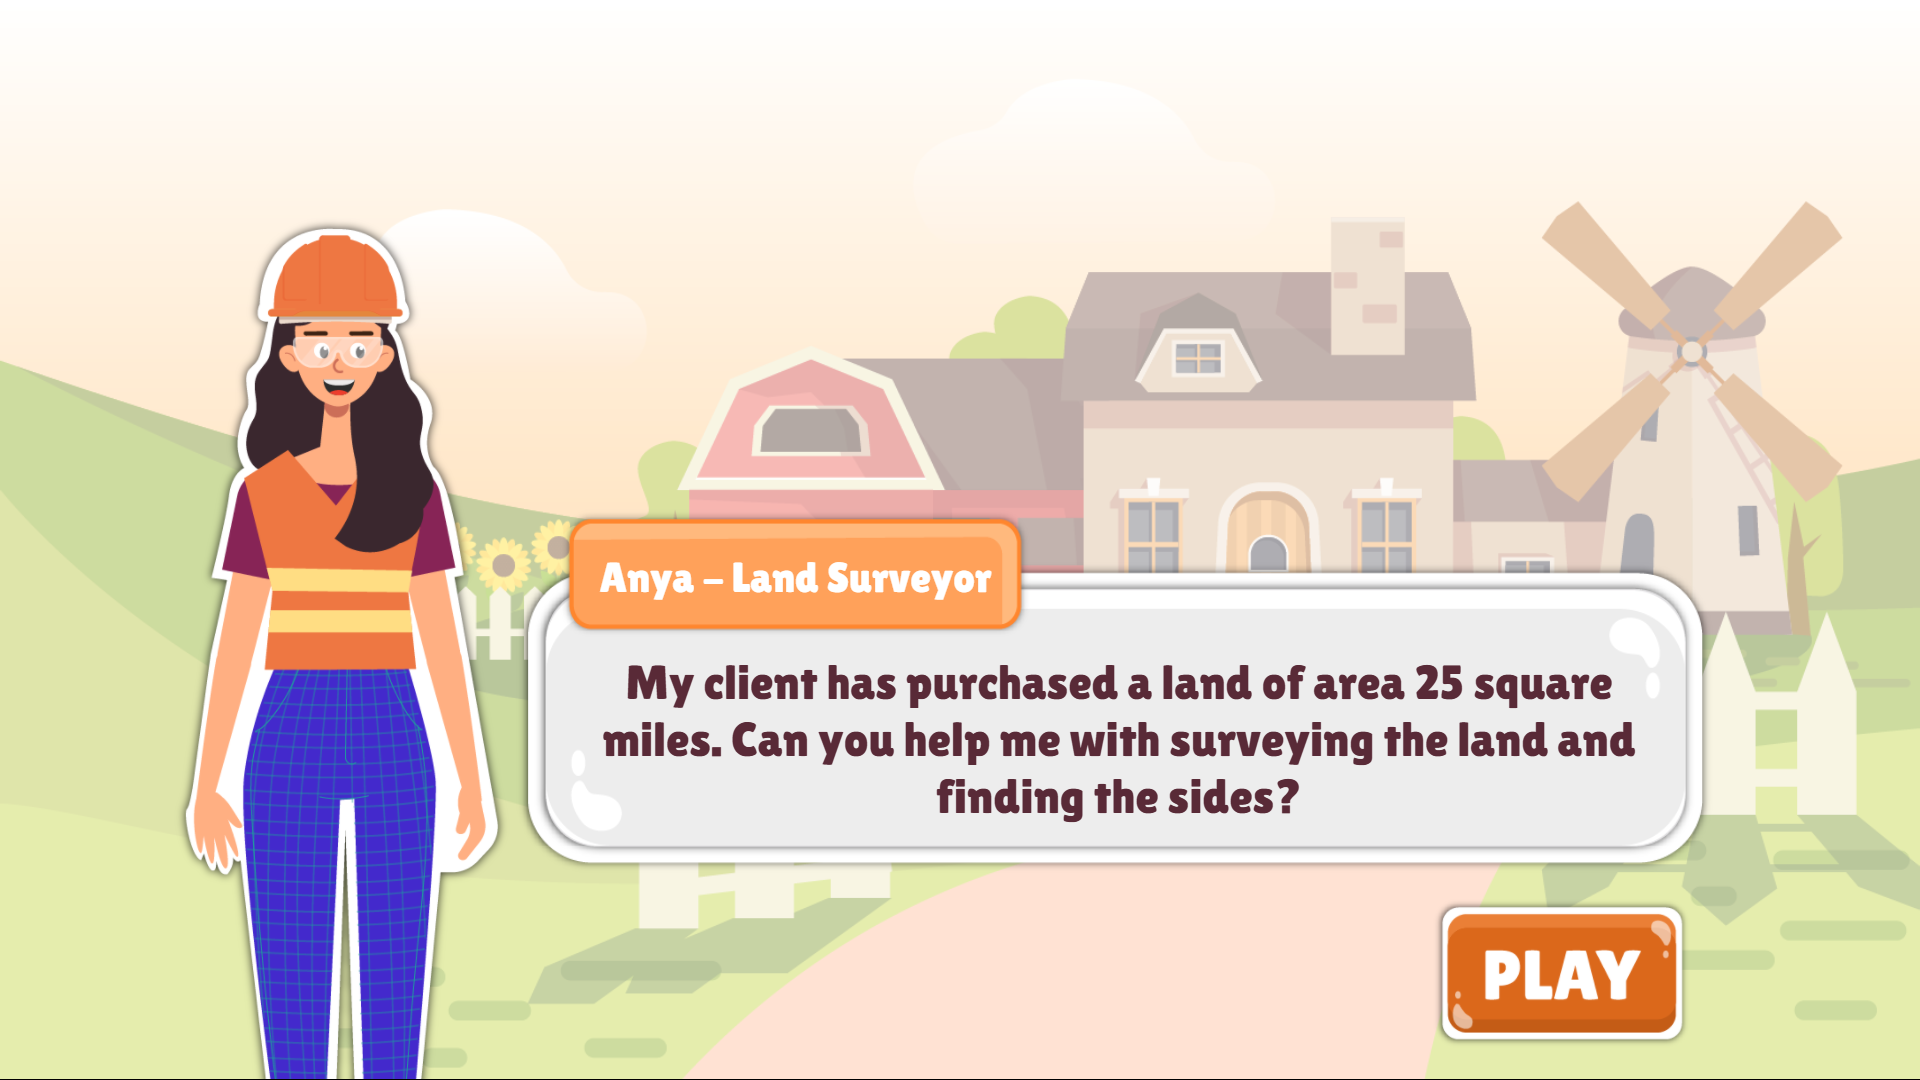 Anya – Land Surveyor
My client has purchased a land of area 25 square
miles. Can you help me with surveying the land and
finding the sides?
PLAY